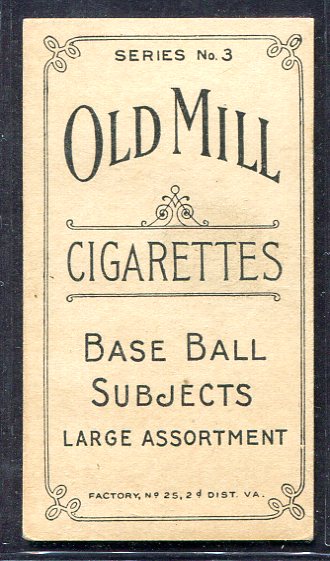 SERIES No. 3
OLD MILL
CIGARETTES
BASE BALL
SUBJECTS
LARGE ASSORTMENT
FACTORY, No 25, 2d DIST. VA.